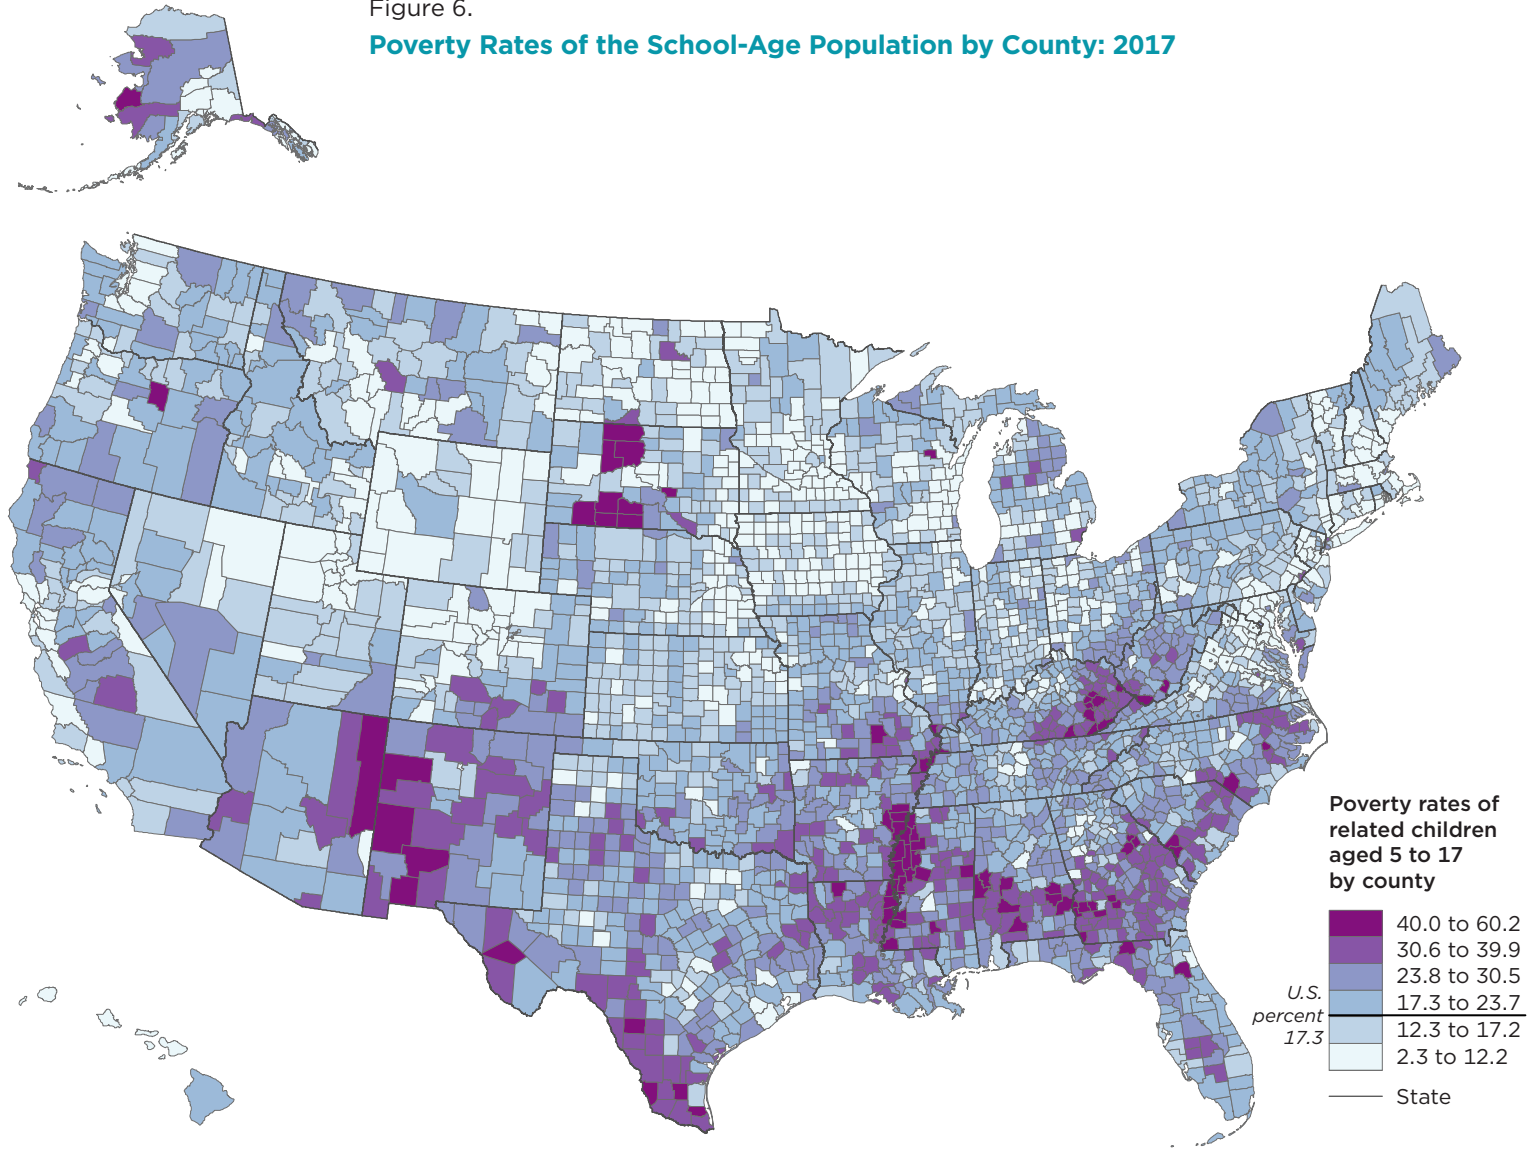 Figure 6.
Poverty Rates of the School-Age Population by County: 2017
Poverty rates of
related children
aged 5 to 17
by county
40.0 to 60.2
30.6 to 39.9
23.8 to 30.5
17.3 to 23.7
12.3 to 17.2
2.3 to 12.2
U.S.
percent
17.3
State